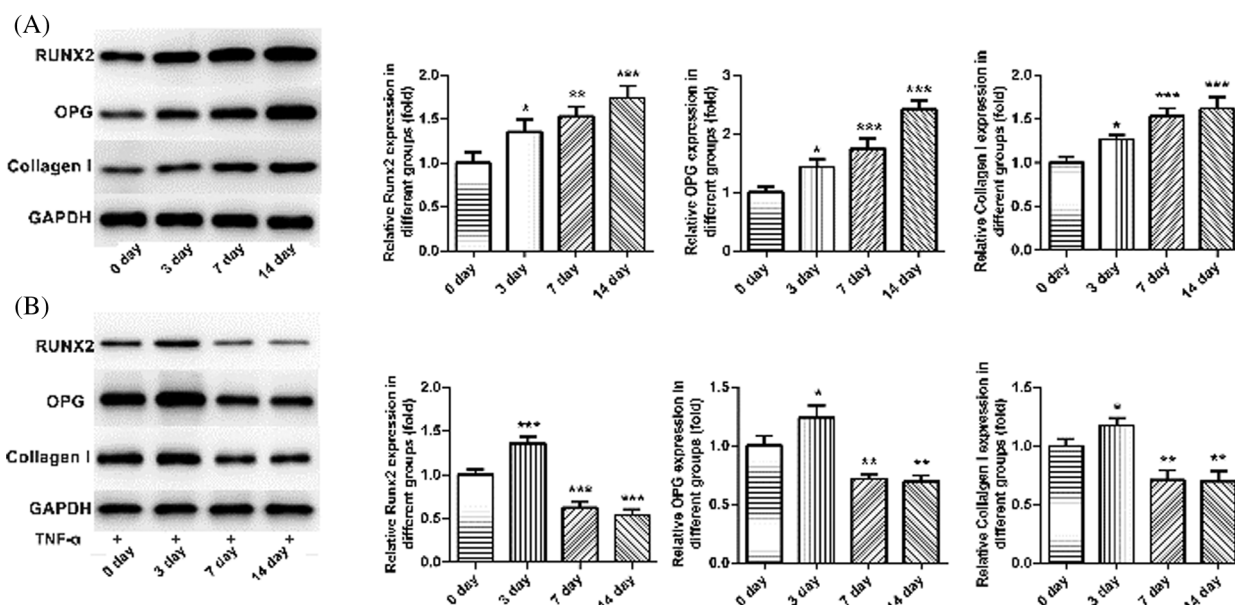 (A)
RUNX2
OPG
Collagen I
GAPDH
0 day
3 day
7 day
14 day
Relative Runx2 expression in
different groups (fold)
2.0
1.5
1.0
0.5
0.0
*
**
***
0 day
3 day
7 day
14 day
Relative OPG expression in
different groups (fold)
3
2
1
0
*
***
***
0 day
3 day
7 day
14 day
Relative Collagen I expression in
different groups (fold)
2.0
1.5
1.0
0.5
0.0
*
***
***
0 day
3 day
7 day
14 day
(B)
RUNX2
OPG
Collagen I
GAPDH
TNF-α + + + +
0 day
3 day
7 day
14 day
Relative Runx2 expression in
different groups (fold)
2.0
1.5
1.0
0.5
0.0
***
***
***
0 day
3 day
7 day
14 day
Relative OPG expression in
different groups (fold)
1.5
1.0
0.5
0.0
*
**
**
0 day
3 day
7 day
14 day
Relative Collalgen I expression in
different groups (fold)
1.5
1.0
0.5
0.0
*
**
**
0 day
3 day
7 day
14 day